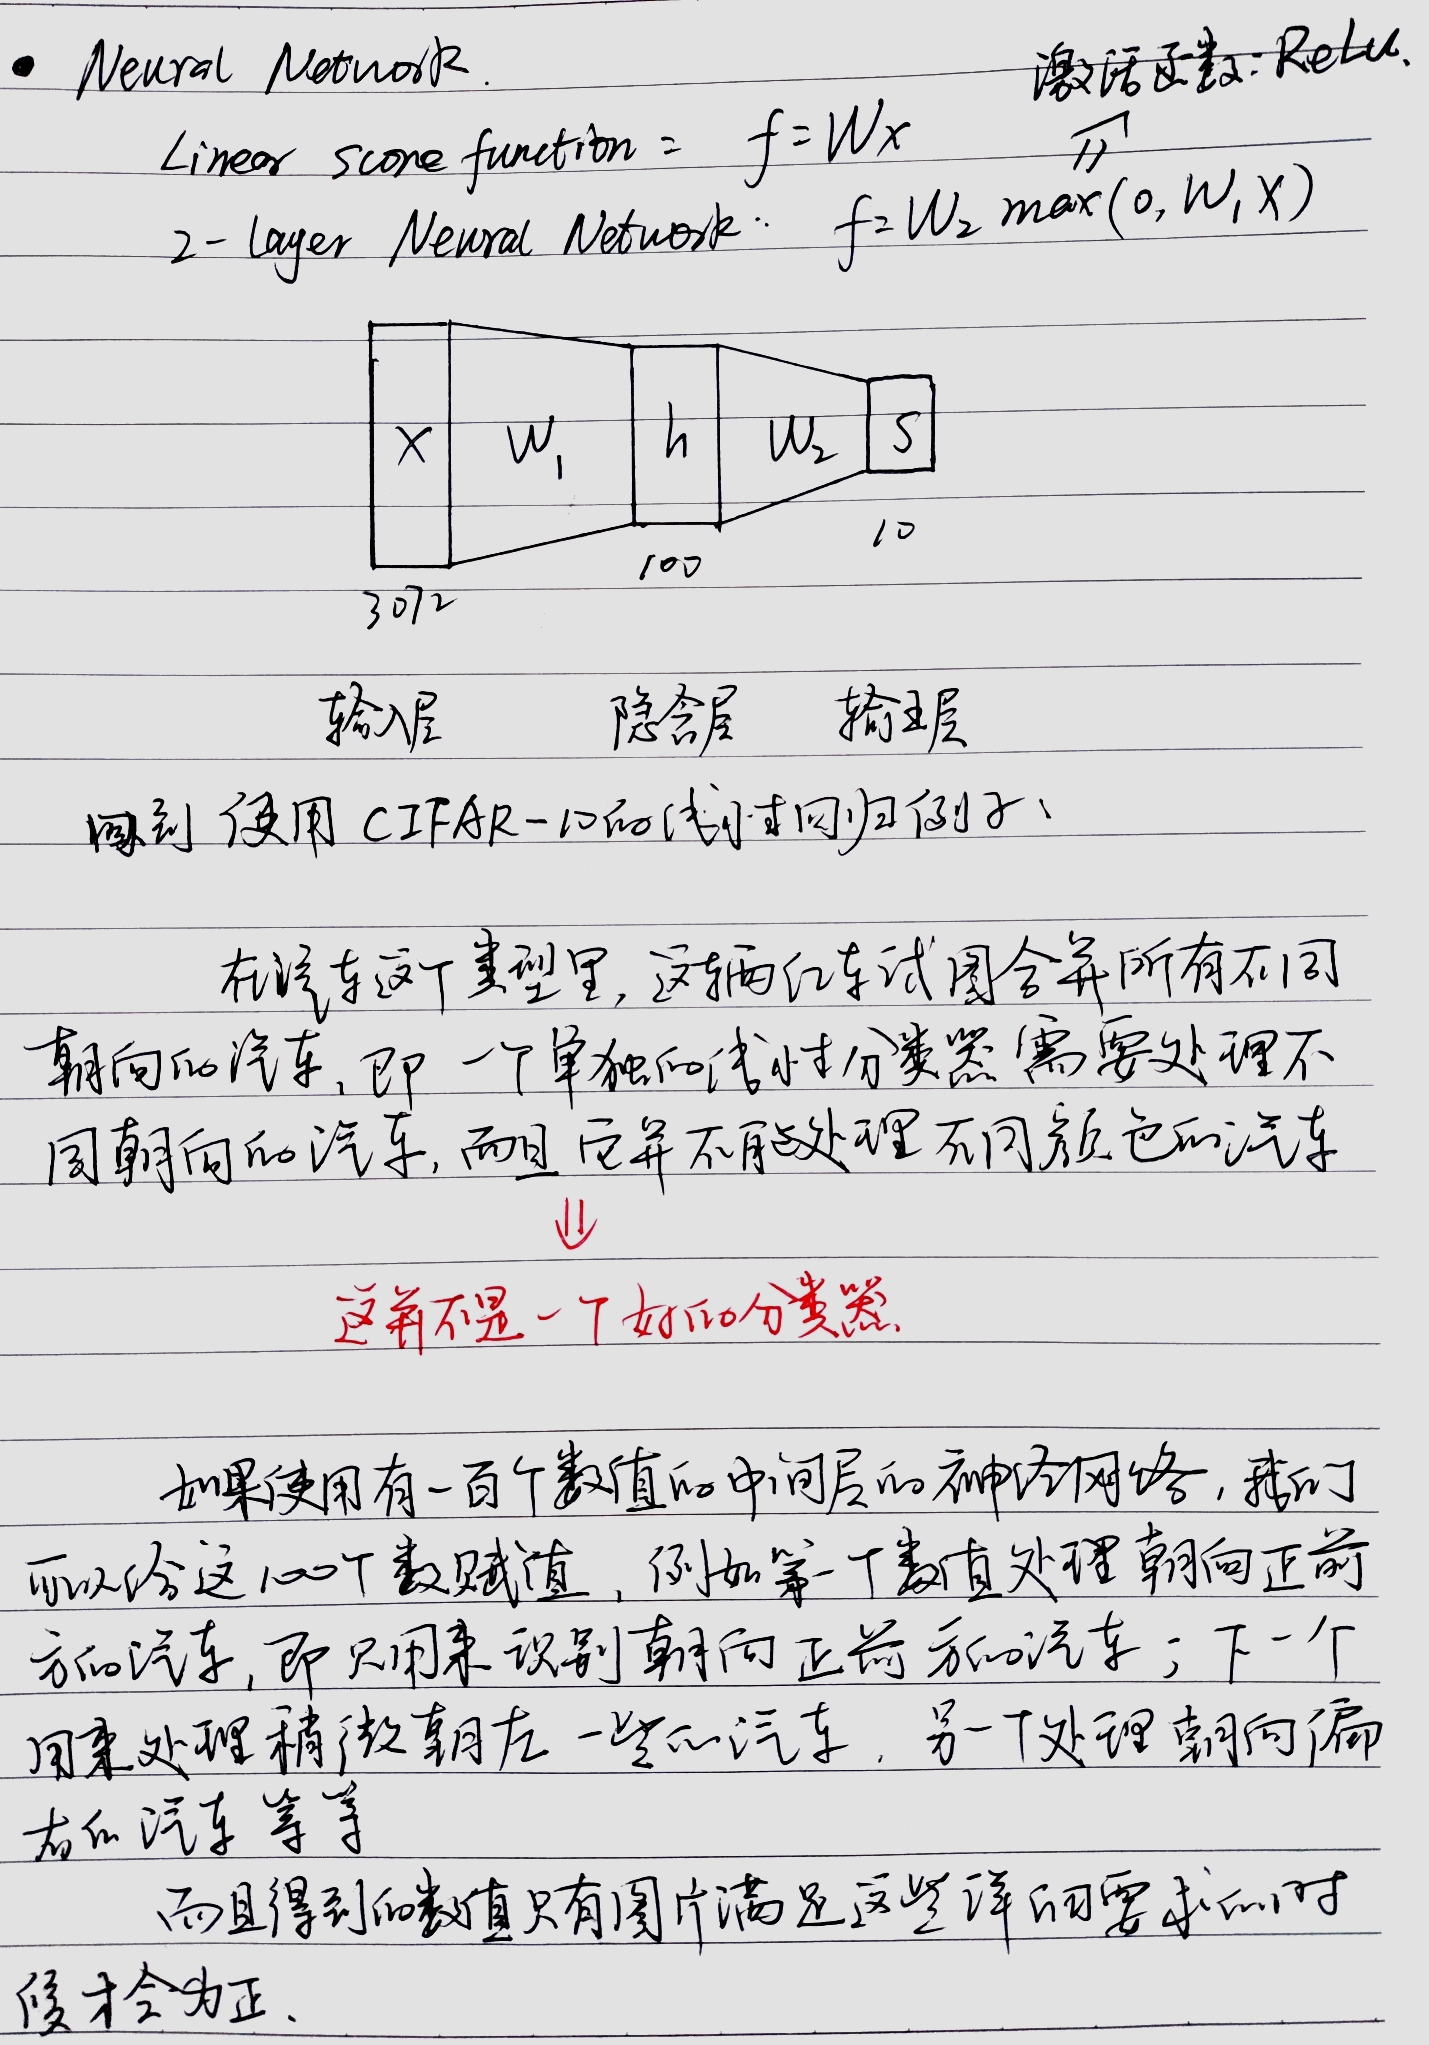 • Neural Network.
激活函数: ReLu.
Linear score function = f=Wx
⇑
2-layer Neural Network: f=W₂ max(0, W₁X)
X W₁ h W₂ S
3072 100 10
输入层 隐含层 输出层
回到使用CIFAR-10的线性回归例子、
在汽车这个类型里, 这辆红车试图合并所有不同
朝向的汽车, 即一个单独的线性分类器需要处理不
同朝向的汽车, 而且它并不能处理不同颜色的汽车
⇓
这并不是一个好的分类器.
如果使用有一百个数值的中间层的神经网络, 我们
可以给这100个数赋值, 例如第一个数值处理朝向正前
方的汽车, 即只用来识别朝向正前方的汽车; 下一个
用来处理稍微朝左一些的汽车, 另一个处理朝向偏
右的汽车等等
而且得到的数值只有图片满足这些详细要求的时
候才会为正.